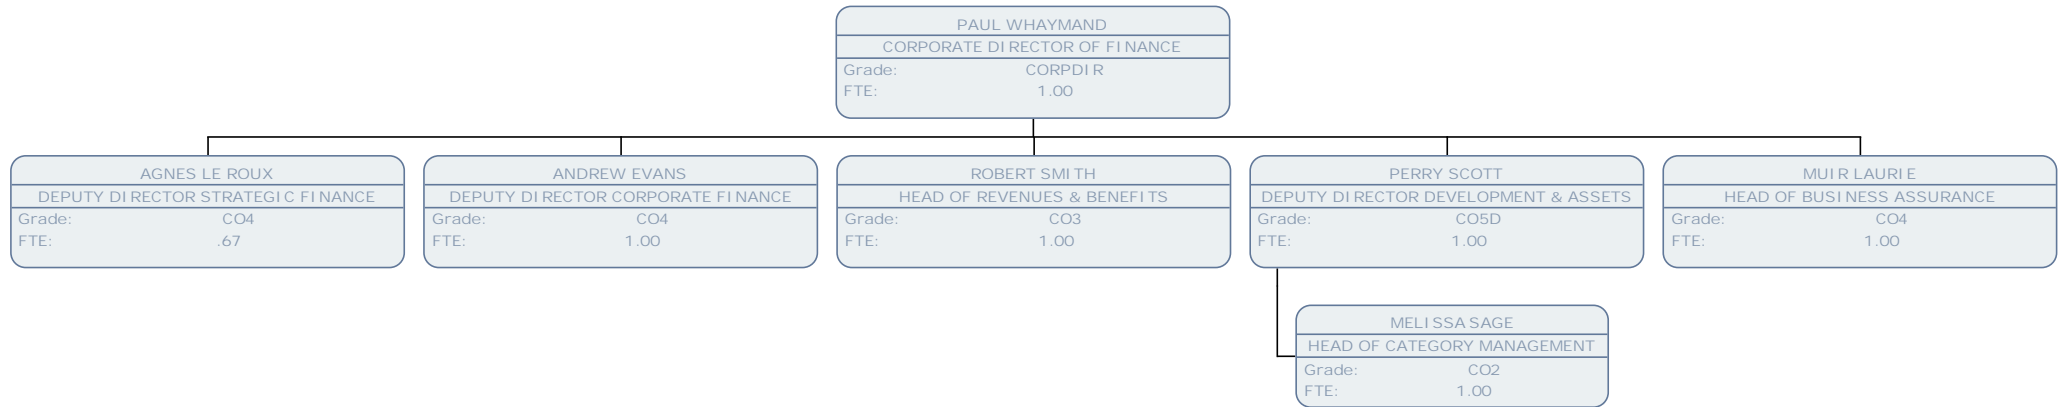 PAUL WHAYMAND
CORPORATE DIRECTOR OF FINANCE
Grade: CORPDIR
FTE: 1.00
AGNES LE ROUX
DEPUTY DIRECTOR STRATEGIC FINANCE
Grade: CO4
FTE: .67
ANDREW EVANS
DEPUTY DIRECTOR CORPORATE FINANCE
Grade: CO4
FTE: 1.00
ROBERT SMITH
HEAD OF REVENUES & BENEFITS
Grade: CO3
FTE: 1.00
PERRY SCOTT
DEPUTY DIRECTOR DEVELOPMENT & ASSETS
Grade: CO5D
FTE: 1.00
MUIR LAURIE
HEAD OF BUSINESS ASSURANCE
Grade: CO4
FTE: 1.00
MELISSA SAGE
HEAD OF CATEGORY MANAGEMENT
Grade: CO2
FTE: 1.00